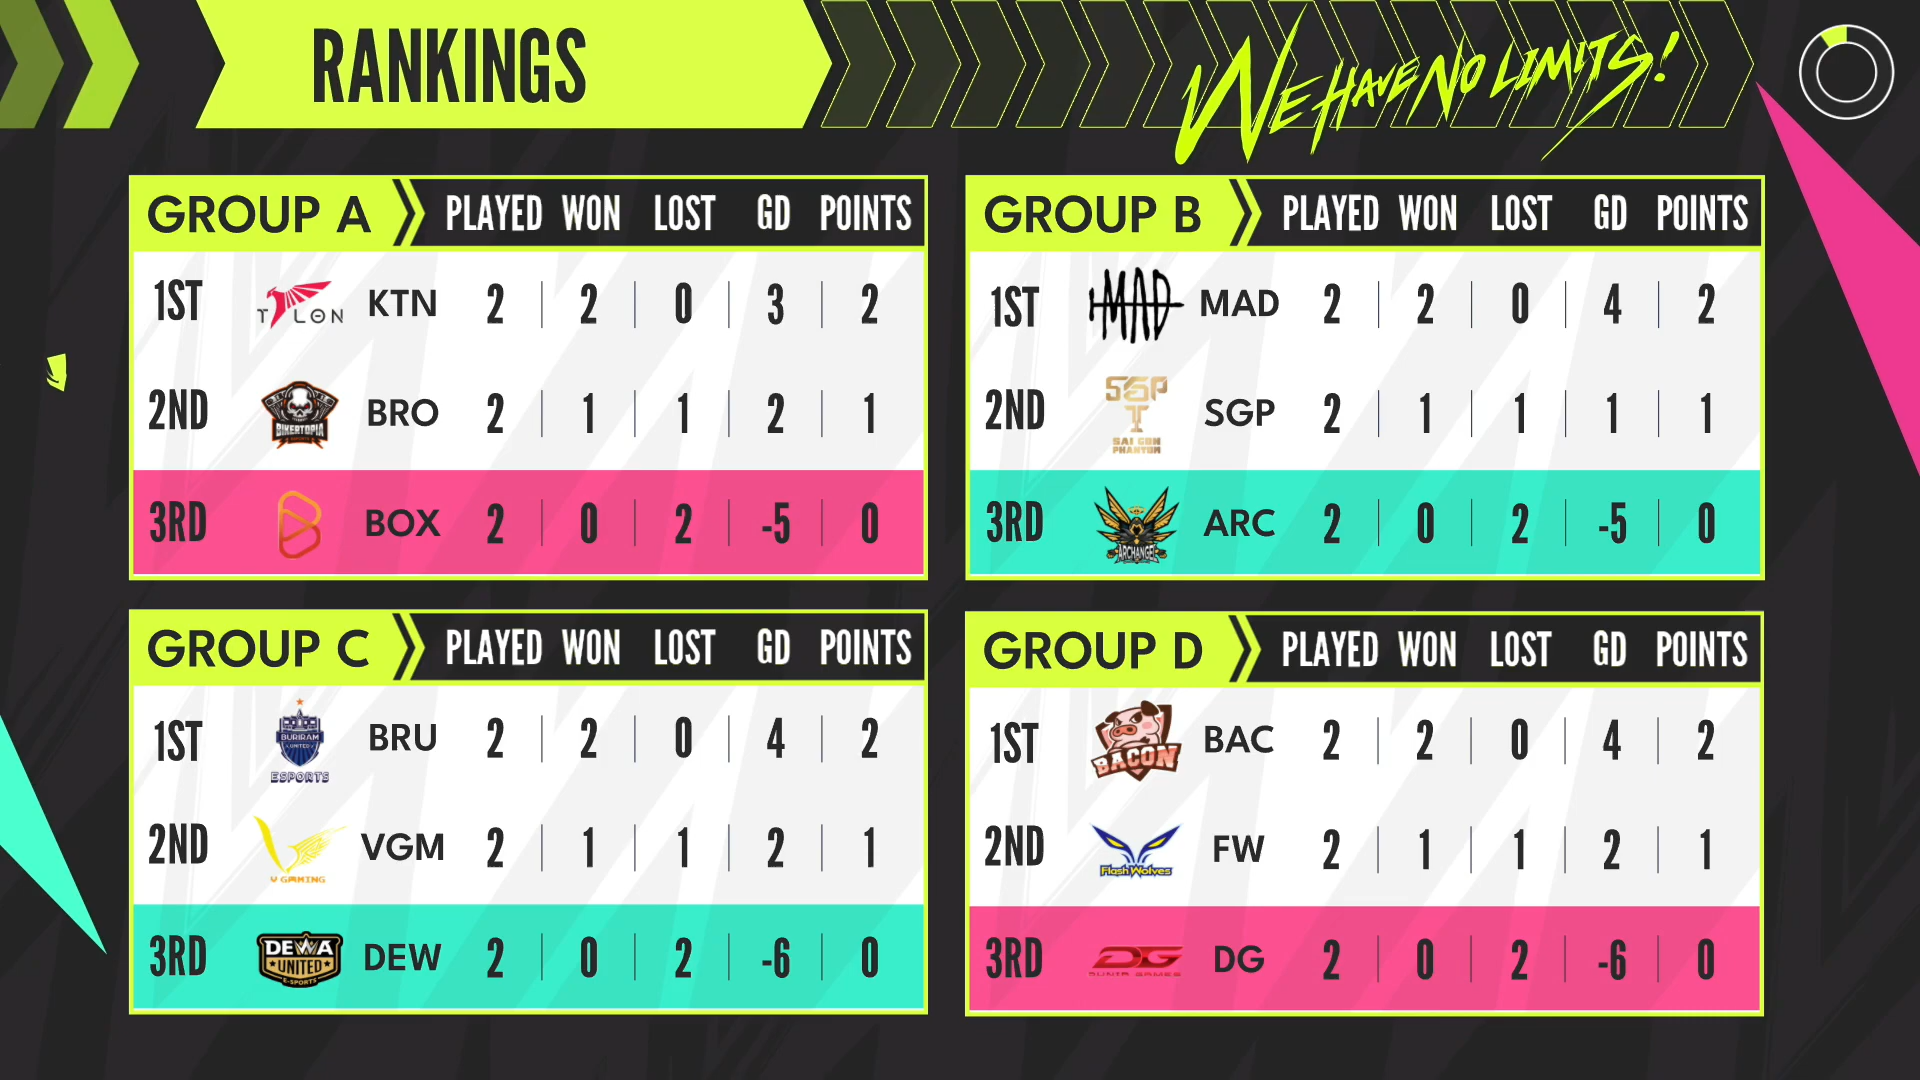 RANKINGS
WE HAVE NO LIMITS!
GROUP A PLAYED WON LOST GD POINTS
1ST TALON KTN 2 2 0 3 2
2ND BIKERTOPIA BRO 2 1 1 2 1
3RD BOX 2 0 2 -5 0
GROUP B PLAYED WON LOST GD POINTS
1ST MAD MAD 2 2 0 4 2
2ND SGP SAI GON PHANTOM SGP 2 1 1 1 1
3RD ARCHANGEL ARC 2 0 2 -5 0
GROUP C PLAYED WON LOST GD POINTS
1ST BURIRAM UNITED ESPORTS BRU 2 2 0 4 2
2ND V GAMING VGM 2 1 1 2 1
3RD DEWA UNITED E-SPORTS DEW 2 0 2 -6 0
GROUP D PLAYED WON LOST GD POINTS
1ST BACON BAC 2 2 0 4 2
2ND Flash Wolves FW 2 1 1 2 1
3RD DG DG 2 0 2 -6 0